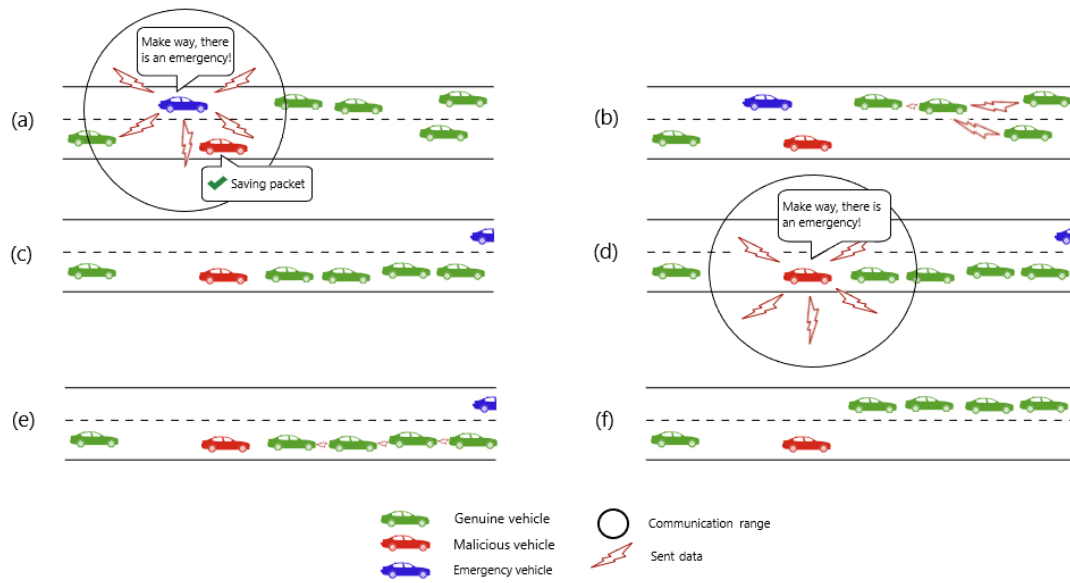 Make way, there
is an emergency!
(a)
Saving packet
(b)
(c)
Make way, there is
an emergency!
(d)
(e)
(f)
Genuine vehicle
Malicious vehicle
Emergency vehicle
Communication range
Sent data